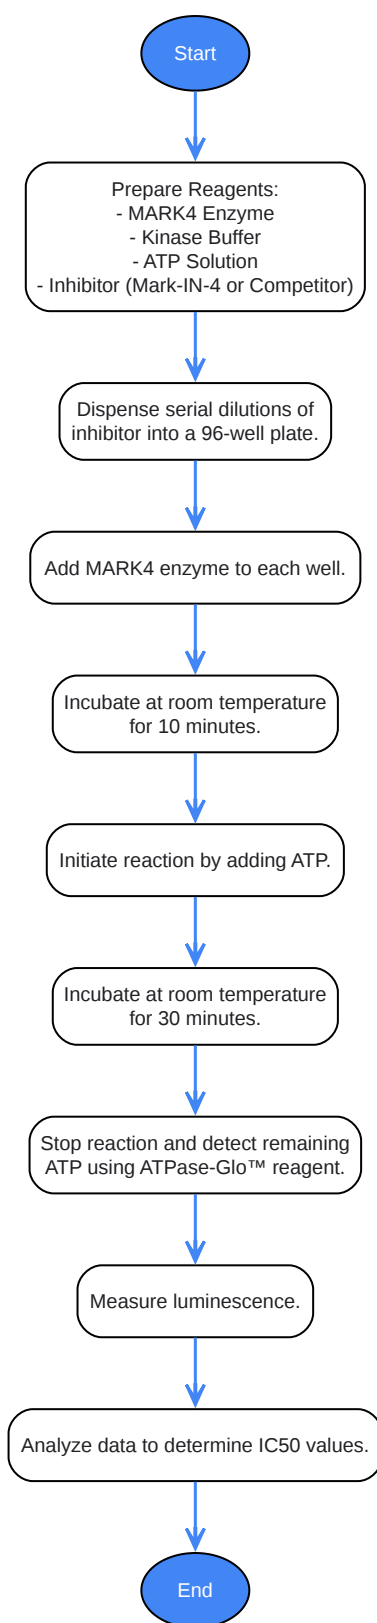 Start
Prepare Reagents:
- MARK4 Enzyme
- Kinase Buffer
- ATP Solution
- Inhibitor (Mark-IN-4 or Competitor)
Dispense serial dilutions of
inhibitor into a 96-well plate.
Add MARK4 enzyme to each well.
Incubate at room temperature
for 10 minutes.
Initiate reaction by adding ATP.
Incubate at room temperature
for 30 minutes.
Stop reaction and detect remaining
ATP using ATPase-Glo™ reagent.
Measure luminescence.
Analyze data to determine IC50 values.
End